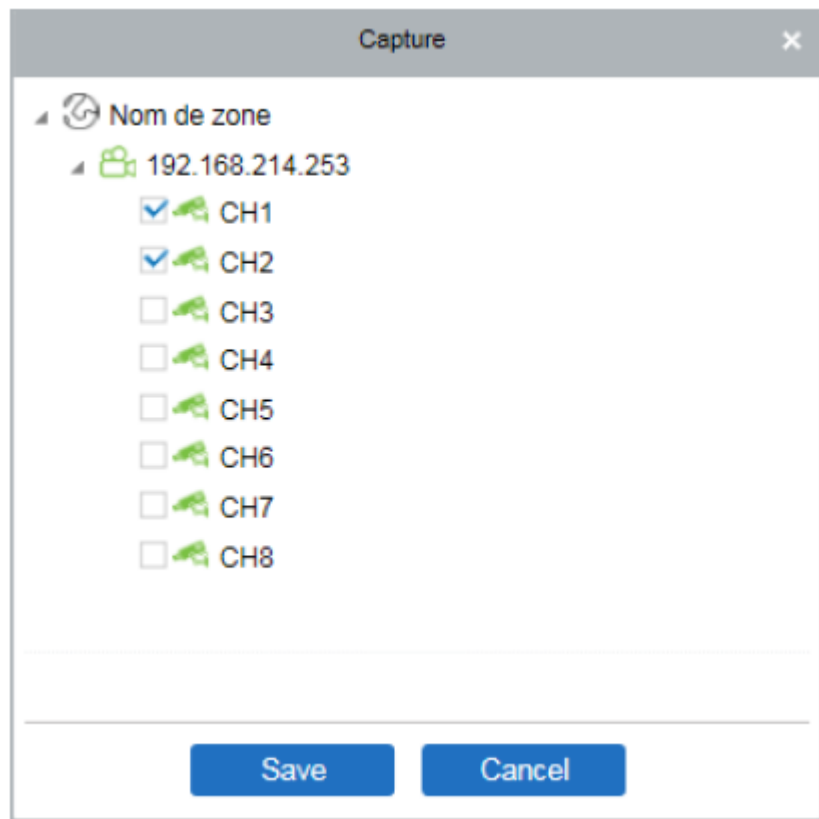 Capture
Nom de zone
192.168.214.253
CH1
CH2
CH3
CH4
CH5
CH6
CH7
CH8
Save Cancel